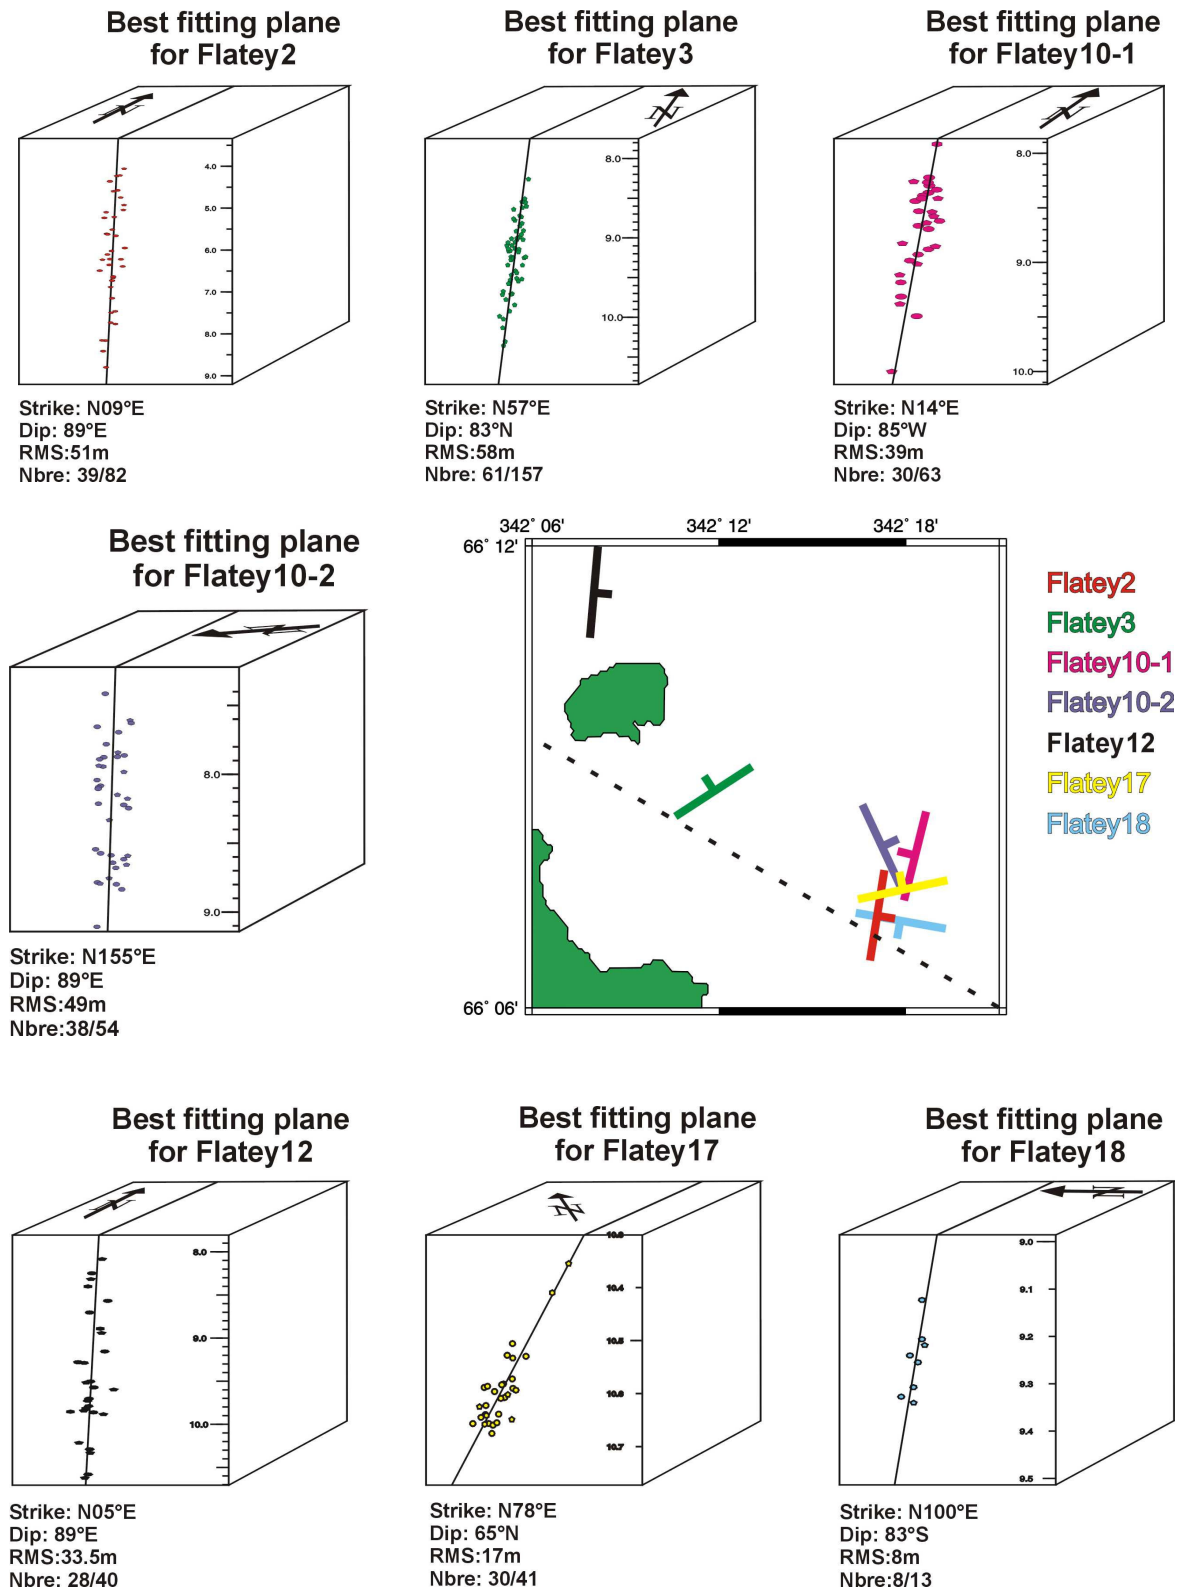 Best fitting plane
for Flatey2
N
4.0
5.0
6.0
7.0
8.0
9.0
Strike: N09°E
Dip: 89°E
RMS:51m
Nbre: 39/82
Best fitting plane
for Flatey3
N
8.0
9.0
10.0
Strike: N57°E
Dip: 83°N
RMS:58m
Nbre: 61/157
Best fitting plane
for Flatey10-1
N
8.0
9.0
10.0
Strike: N14°E
Dip: 85°W
RMS:39m
Nbre: 30/63
Best fitting plane
for Flatey10-2
N
8.0
9.0
Strike: N155°E
Dip: 89°E
RMS:49m
Nbre:38/54
342° 06' 342° 12' 342° 18'
66° 12'
66° 06'
Flatey2
Flatey3
Flatey10-1
Flatey10-2
Flatey12
Flatey17
Flatey18
Best fitting plane
for Flatey12
N
8.0
9.0
10.0
Strike: N05°E
Dip: 89°E
RMS:33.5m
Nbre: 28/40
Best fitting plane
for Flatey17
N
10.4
10.5
10.6
10.7
Strike: N78°E
Dip: 65°N
RMS:17m
Nbre: 30/41
Best fitting plane
for Flatey18
N
9.0
9.1
9.2
9.3
9.4
9.5
Strike: N100°E
Dip: 83°S
RMS:8m
Nbre:8/13